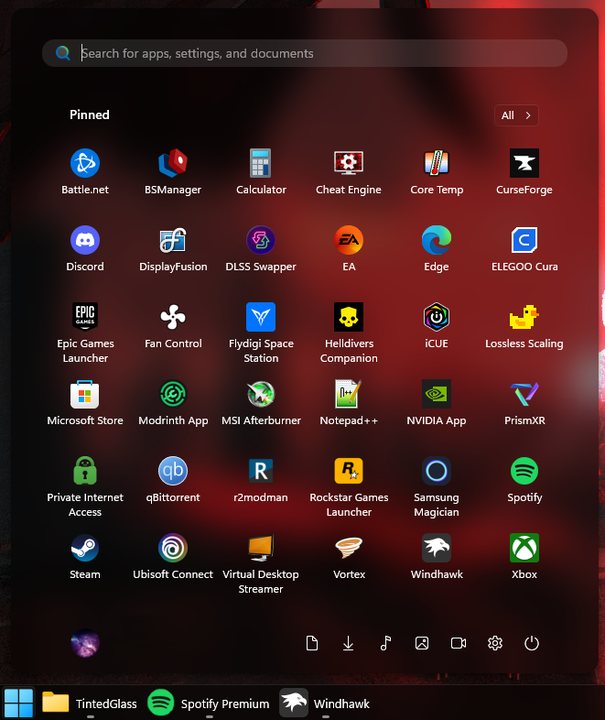 Search for apps, settings, and documents
Pinned
All
Battle.net
BSManager
Calculator
Cheat Engine
Core Temp
CurseForge
Discord
DisplayFusion
DLSS Swapper
EA
Edge
ELEGOO Cura
Epic Games
Launcher
Fan Control
Flydigi Space
Station
Helldivers
Companion
iCUE
Lossless Scaling
Microsoft Store
Modrinth App
MSI Afterburner
Notepad++
NVIDIA App
PrismXR
Private Internet
Access
qBittorrent
r2modman
Rockstar Games
Launcher
Samsung
Magician
Spotify
Steam
Ubisoft Connect
Virtual Desktop
Streamer
Vortex
Windhawk
Xbox
TintedGlass
Spotify Premium
Windhawk